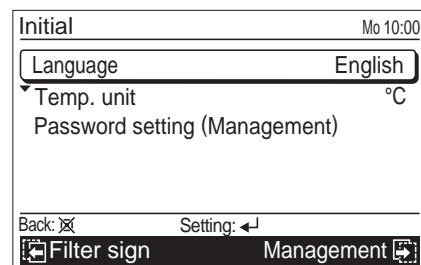 Initial Mo 10:00
Language English
Temp. unit °C
Password setting (Management)
Back: Setting:
Filter sign Management